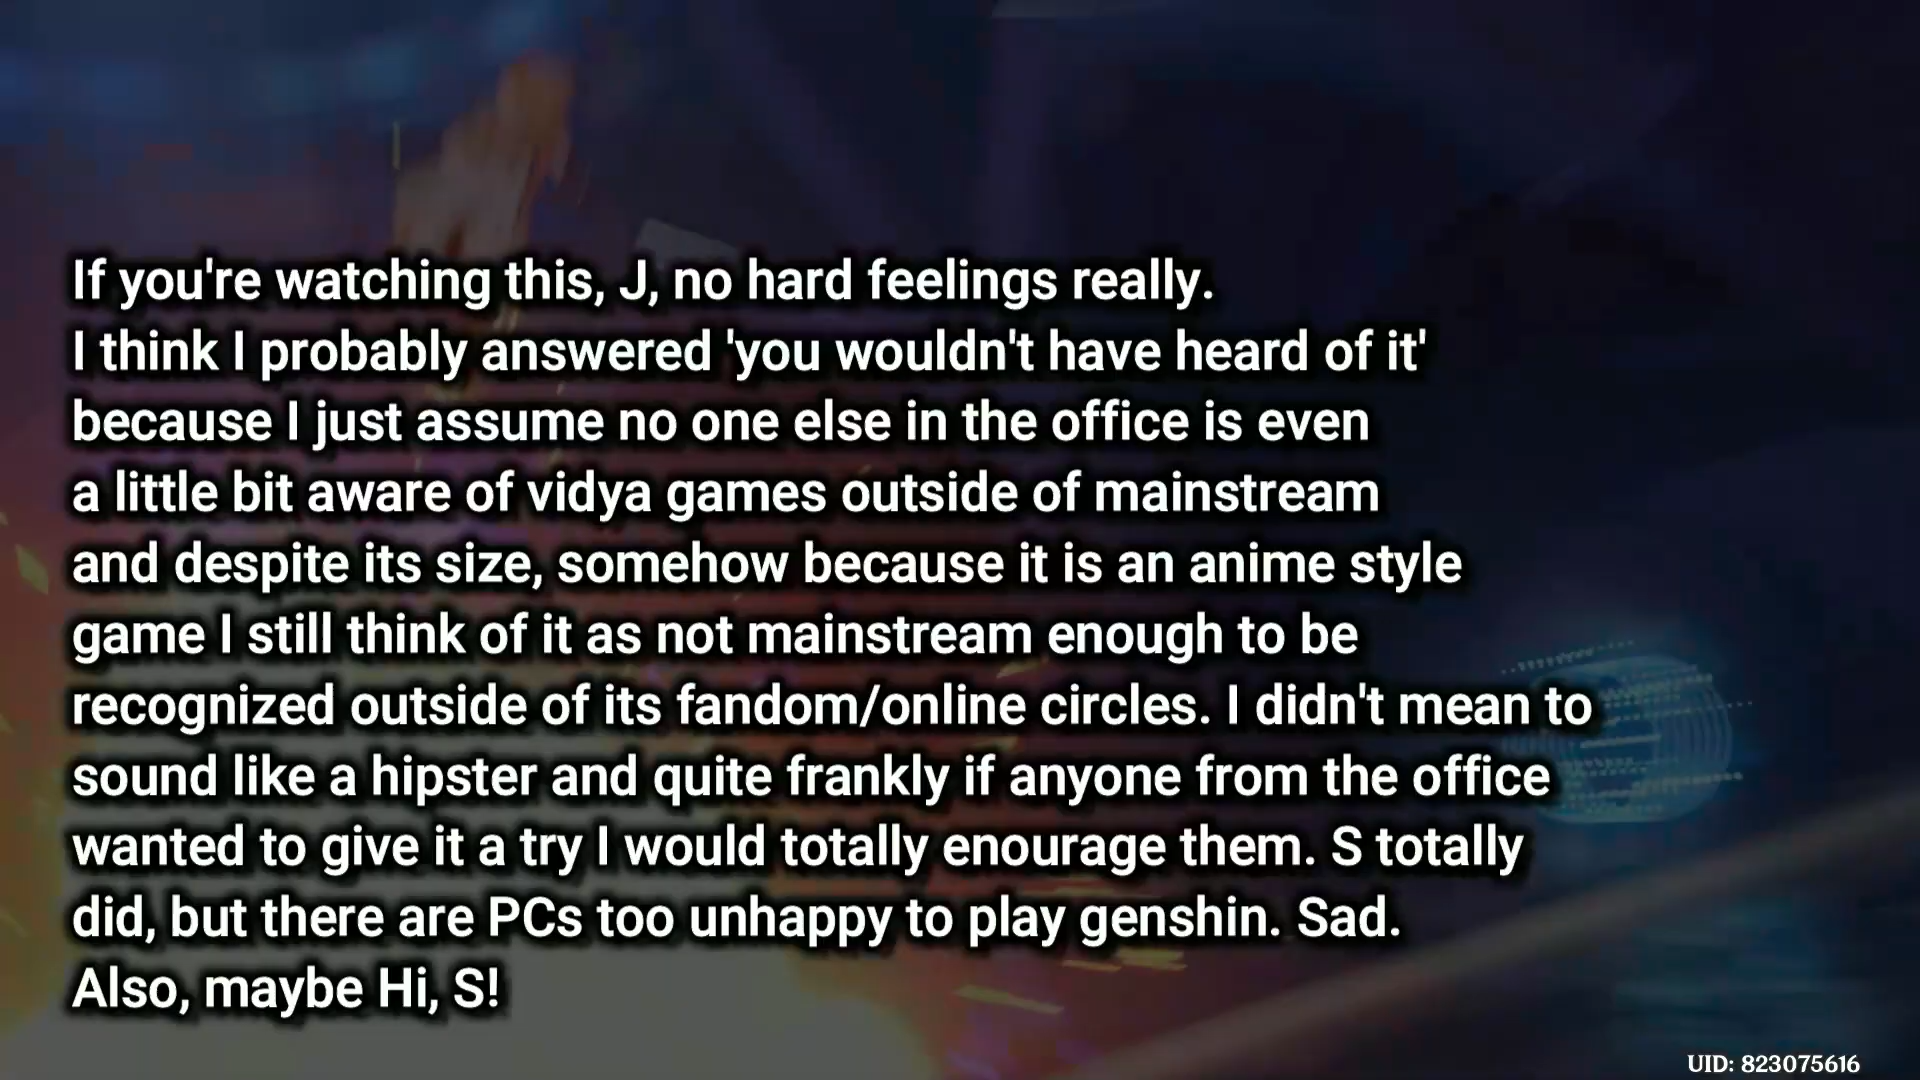 If you're watching this, J, no hard feelings really.
I think I probably answered 'you wouldn't have heard of it'
because I just assume no one else in the office is even
a little bit aware of vidya games outside of mainstream
and despite its size, somehow because it is an anime style
game I still think of it as not mainstream enough to be
recognized outside of its fandom/online circles. I didn't mean to
sound like a hipster and quite frankly if anyone from the office
wanted to give it a try I would totally enourage them. S totally
did, but there are PCs too unhappy to play genshin. Sad.
Also, maybe Hi, S!
UID: 823075616